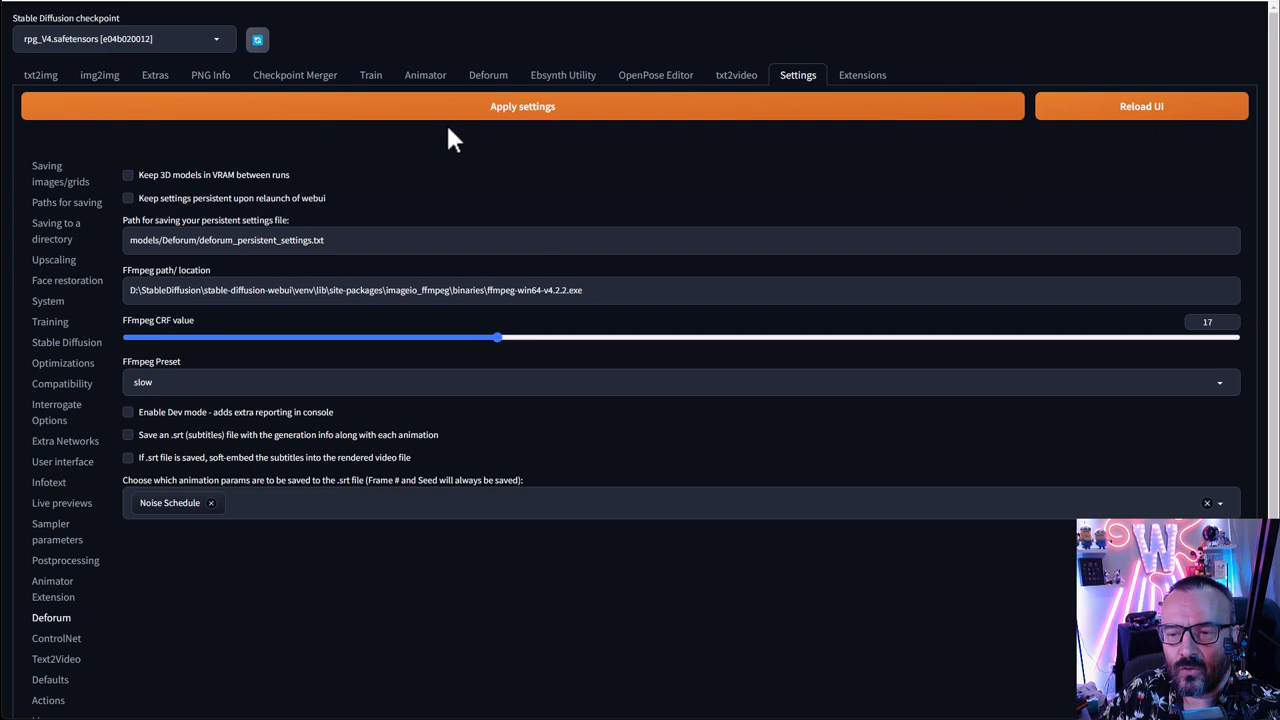 Stable Diffusion checkpoint
rpg_V4.safetensors [e04b020012]
txt2img img2img Extras PNG Info Checkpoint Merger Train Animator Deforum Ebsynth Utility OpenPose Editor txt2video Settings Extensions
Apply settings Reload UI
Saving
images/grids
Paths for saving
Saving to a
directory
Upscaling
Face restoration
System
Training
Stable Diffusion
Optimizations
Compatibility
Interrogate
Options
Extra Networks
User interface
Infotext
Live previews
Sampler
parameters
Postprocessing
Animator
Extension
Deforum
ControlNet
Text2Video
Defaults
Actions
Keep 3D models in VRAM between runs
Keep settings persistent upon relaunch of webui
Path for saving your persistent settings file:
models/Deforum/deforum_persistent_settings.txt
FFmpeg path/ location
D:\StableDiffusion\stable-diffusion-webui\venv\lib\site-packages\imageio_ffmpeg\binaries\ffmpeg-win64-v4.2.2.exe
FFmpeg CRF value
17
FFmpeg Preset
slow
Enable Dev mode - adds extra reporting in console
Save an .srt (subtitles) file with the generation info along with each animation
If .srt file is saved, soft-embed the subtitles into the rendered video file
Choose which animation params are to be saved to the .srt file (Frame # and Seed will always be saved):
Noise Schedule
W